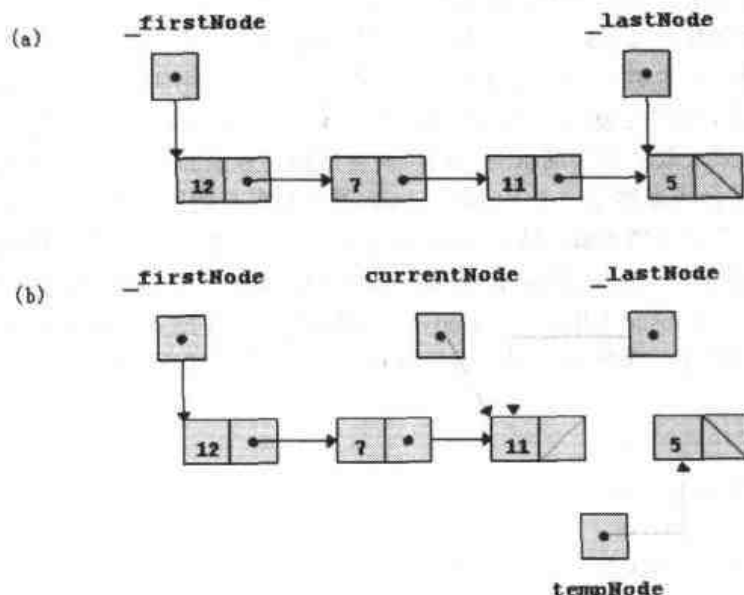 (a)
_firstNode _lastNode
12 7 11 5
(b)
_firstNode currentNode _lastNode
12 7 11 5
tempNode